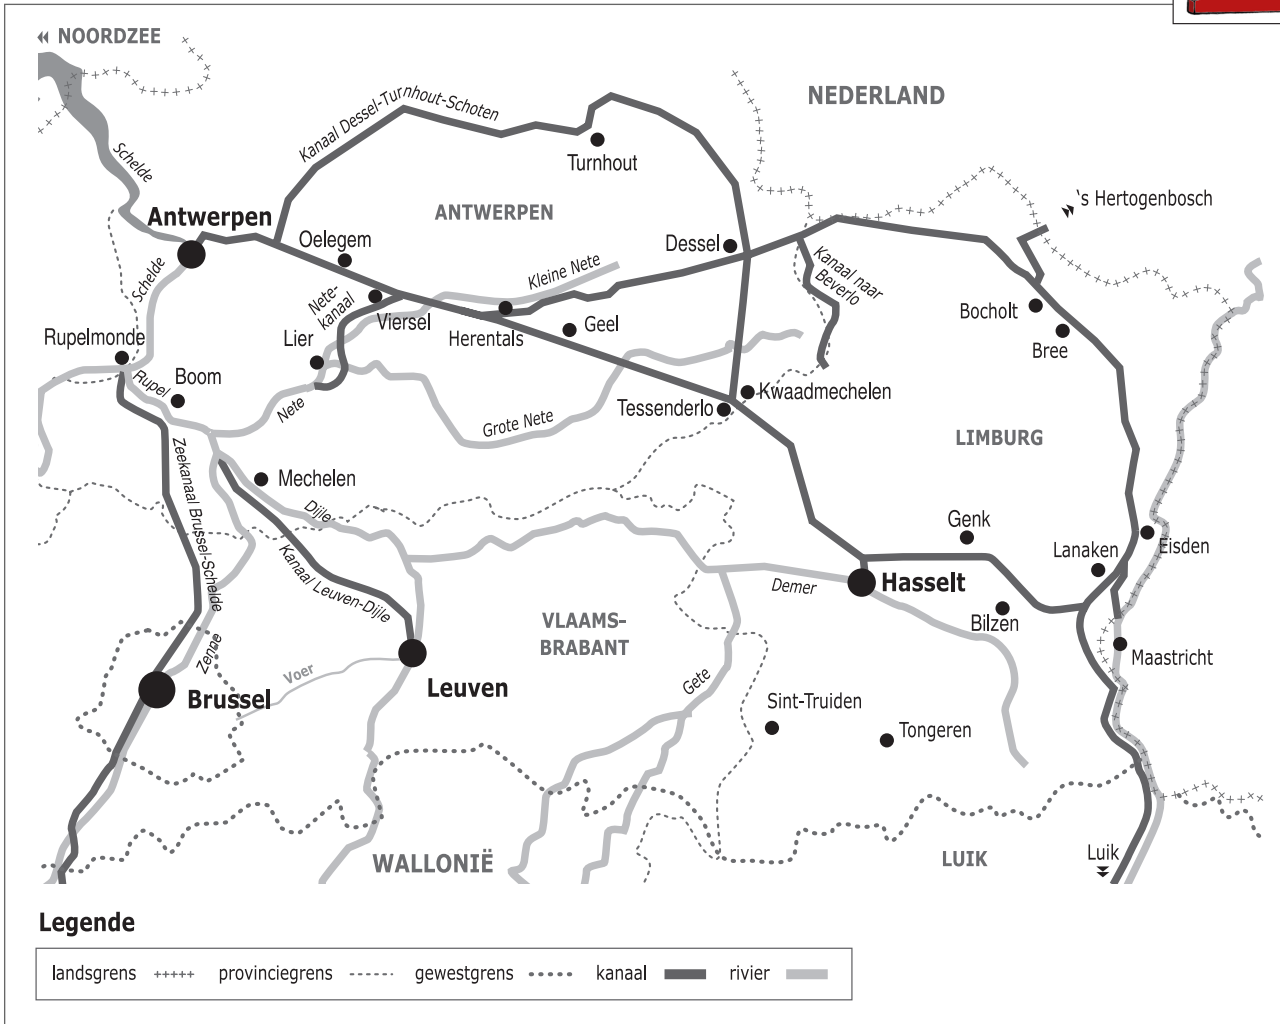 NOORDZEE
NEDERLAND
Kanaal Dessel-Turnhout-Schoten
Schelde
Turnhout
's Hertogenbosch
Antwerpen
ANTWERPEN
Oelegem
Dessel
Schelde
Kleine Nete
Kanaal naar
Beverlo
Nete-
kanaal
Viersel
Bocholt
Rupelmonde
Lier
Herentals
Geel
Bree
Rupel
Boom
Kwaadmechelen
Nete
Tessenderlo
Grote Nete
LIMBURG
Zeekanaal Brussel-Schelde
Mechelen
Dijle
Genk
Kanaal Leuven-Dijle
Lanaken
Eisden
Demer
Hasselt
VLAAMS-
BRABANT
Bilzen
Zenne
Voer
Maastricht
Brussel
Leuven
Gete
Sint-Truiden
Tongeren
WALLONIË
LUIK
Luik
Legende
landsgrens
provinciegrens
gewestgrens
kanaal
rivier